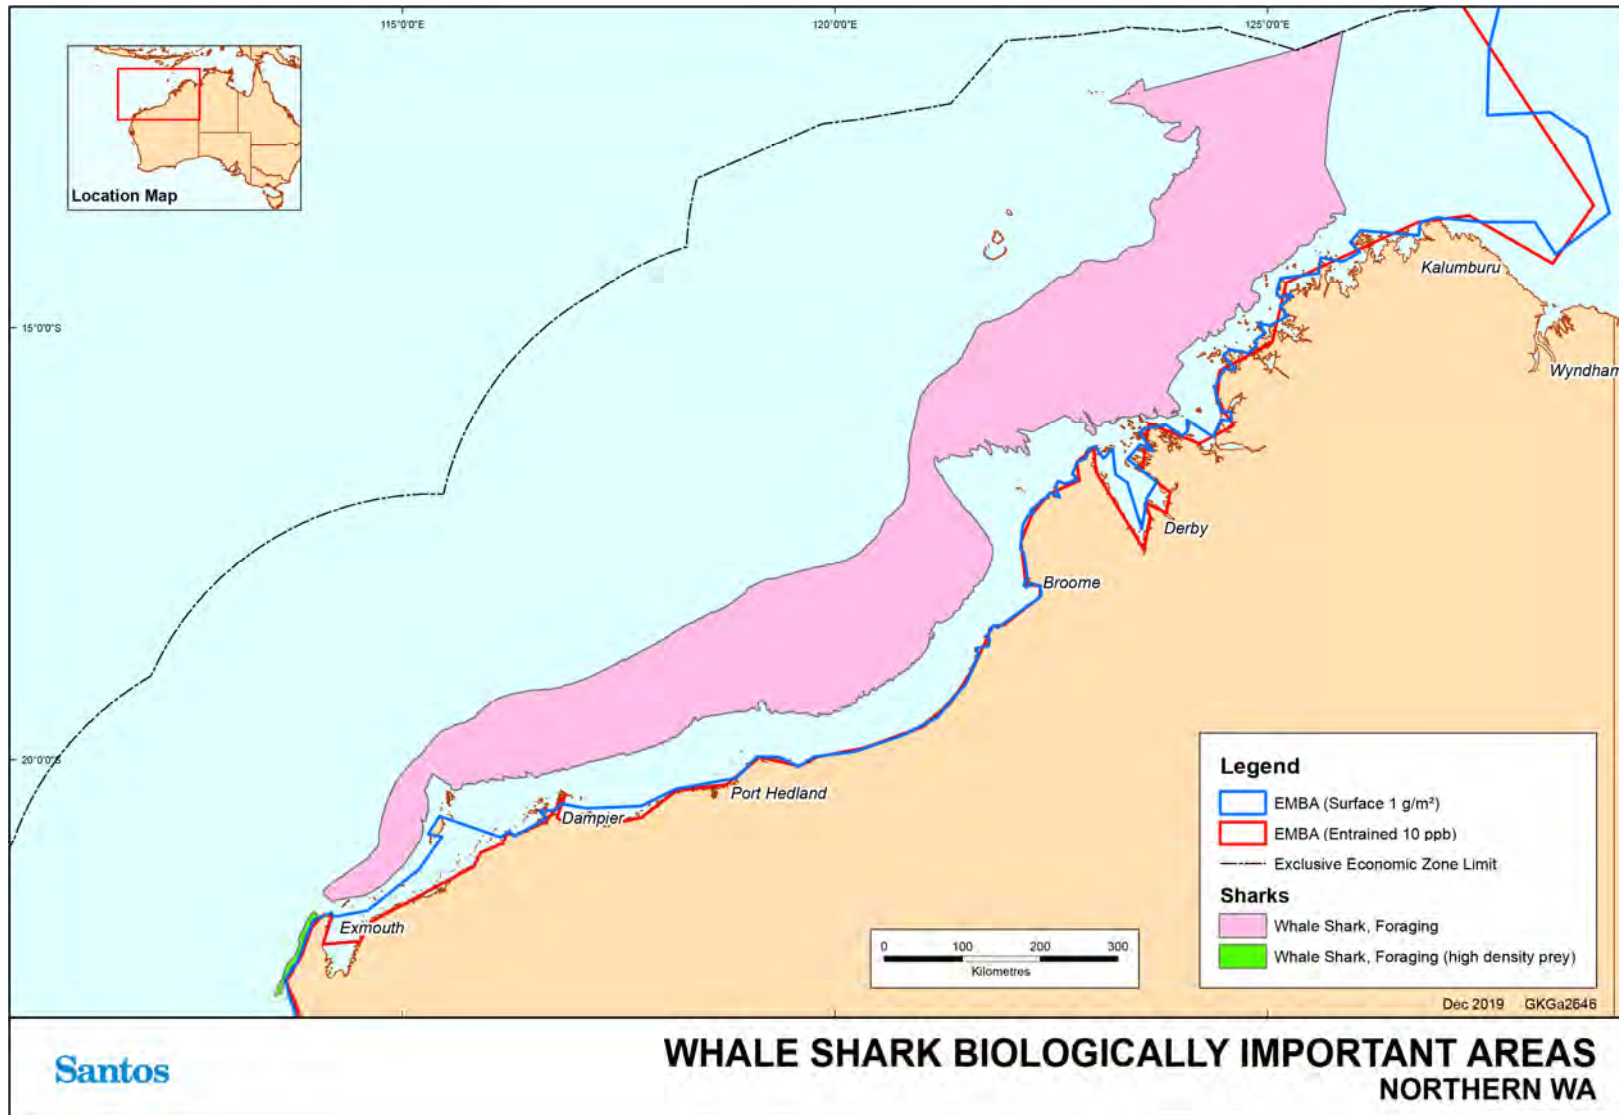 115°0'0"E
120°0'0"E
125°0'0"E
Location Map
15°0'0"S
20°0'0"S
Kalumburu
Wyndham
Derby
Broome
Port Hedland
Dampier
Exmouth
Legend
EMBA (Surface 1 g/m²)
EMBA (Entrained 10 ppb)
Exclusive Economic Zone Limit
Sharks
Whale Shark, Foraging
Whale Shark, Foraging (high density prey)
0 100 200 300
Kilometres
Dec 2019 GKGa2646
Santos
WHALE SHARK BIOLOGICALLY IMPORTANT AREAS
NORTHERN WA